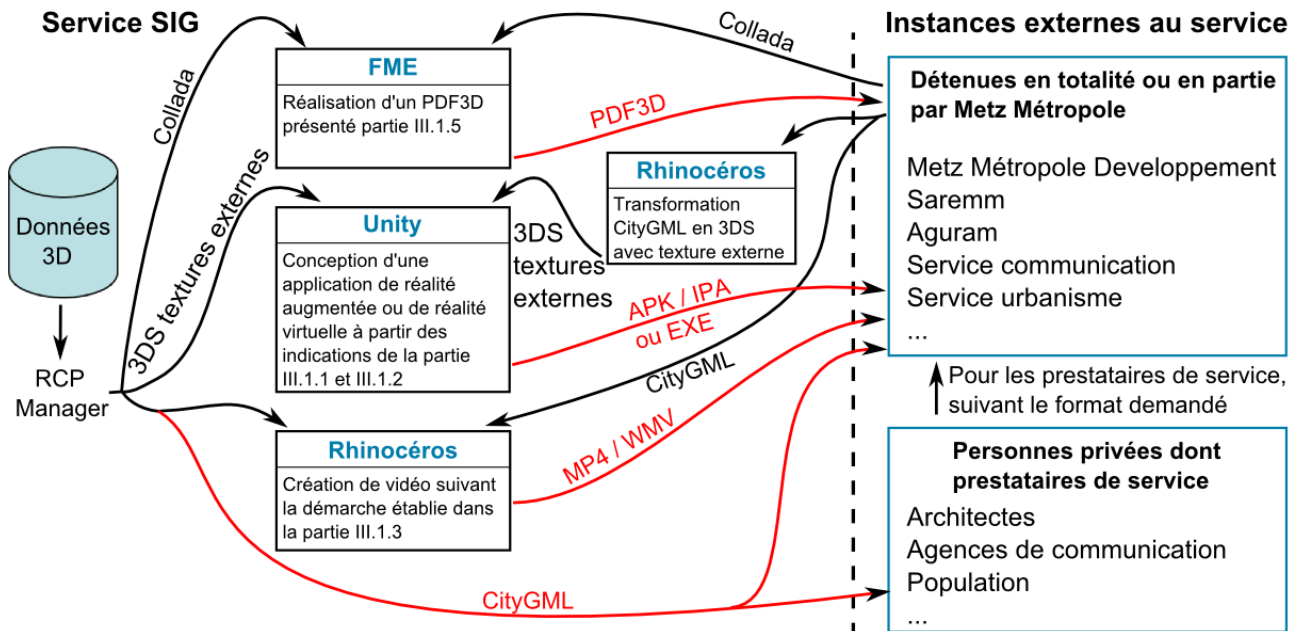 Service SIG
Instances externes au service
Collada
Collada
FME
Réalisation d'un PDF3D
présenté partie III.1.5
PDF3D
Détenues en totalité ou en partie
par Metz Métropole
Metz Métropole Developpement
Saremm
Aguram
Service communication
Service urbanisme
...
Données
3D
RCP
Manager
3DS textures externes
Rhinocéros
Transformation
CityGML en 3DS
avec texture externe
3DS
textures
externes
Unity
Conception d'une
application de réalité
augmentée ou de réalité
virtuelle à partir des
indications de la partie
III.1.1 et III.1.2
APK / IPA
ou EXE
CityGML
Pour les prestataires de service,
suivant le format demandé
Rhinocéros
Création de vidéo suivant
la démarche établie dans
la partie III.1.3
MP4 / WMV
Personnes privées dont
prestataires de service
Architectes
Agences de communication
Population
...
CityGML